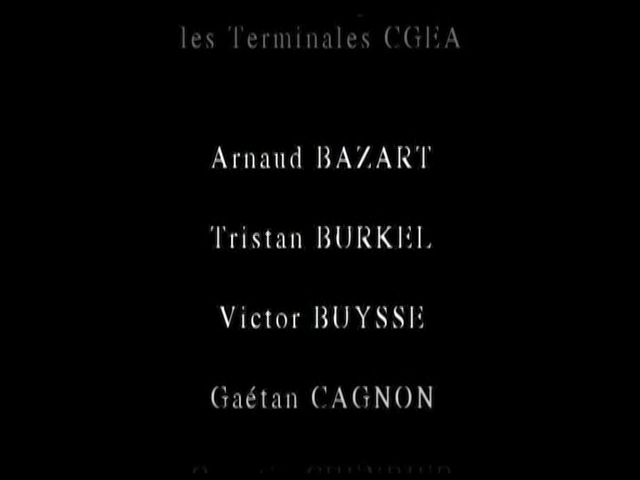 les Terminales CGEA
Arnaud BAZART
Tristan BURKEL
Victor BUYSSE
Gaétan CAGNON